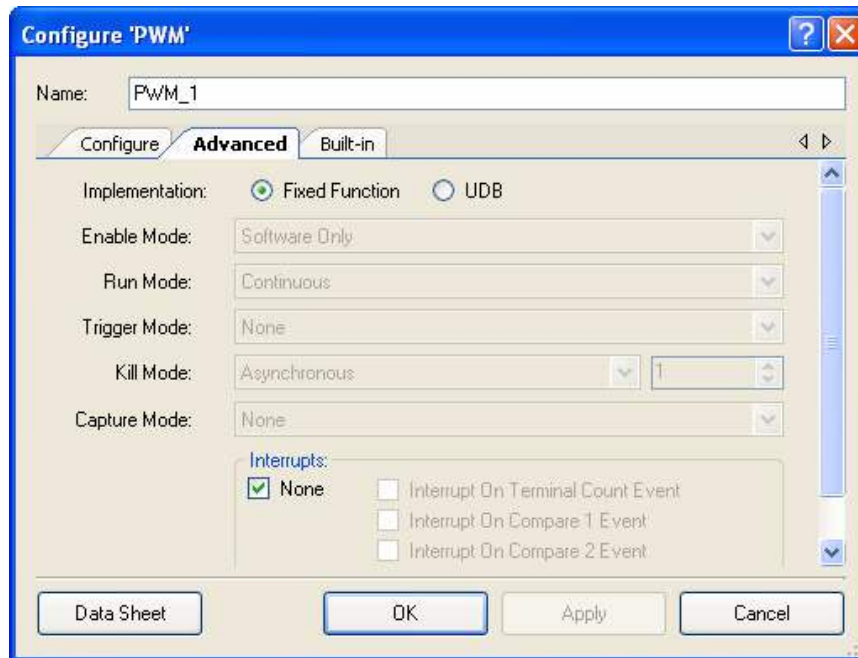 Configure 'PWM'
Name: PWM_1
Configure Advanced Built-in
Implementation: Fixed Function UDB
Enable Mode: Software Only
Run Mode: Continuous
Trigger Mode: None
Kill Mode: Asynchronous 1
Capture Mode: None
Interrupts:
None Interrupt On Terminal Count Event
Interrupt On Compare 1 Event
Interrupt On Compare 2 Event
Data Sheet OK Apply Cancel